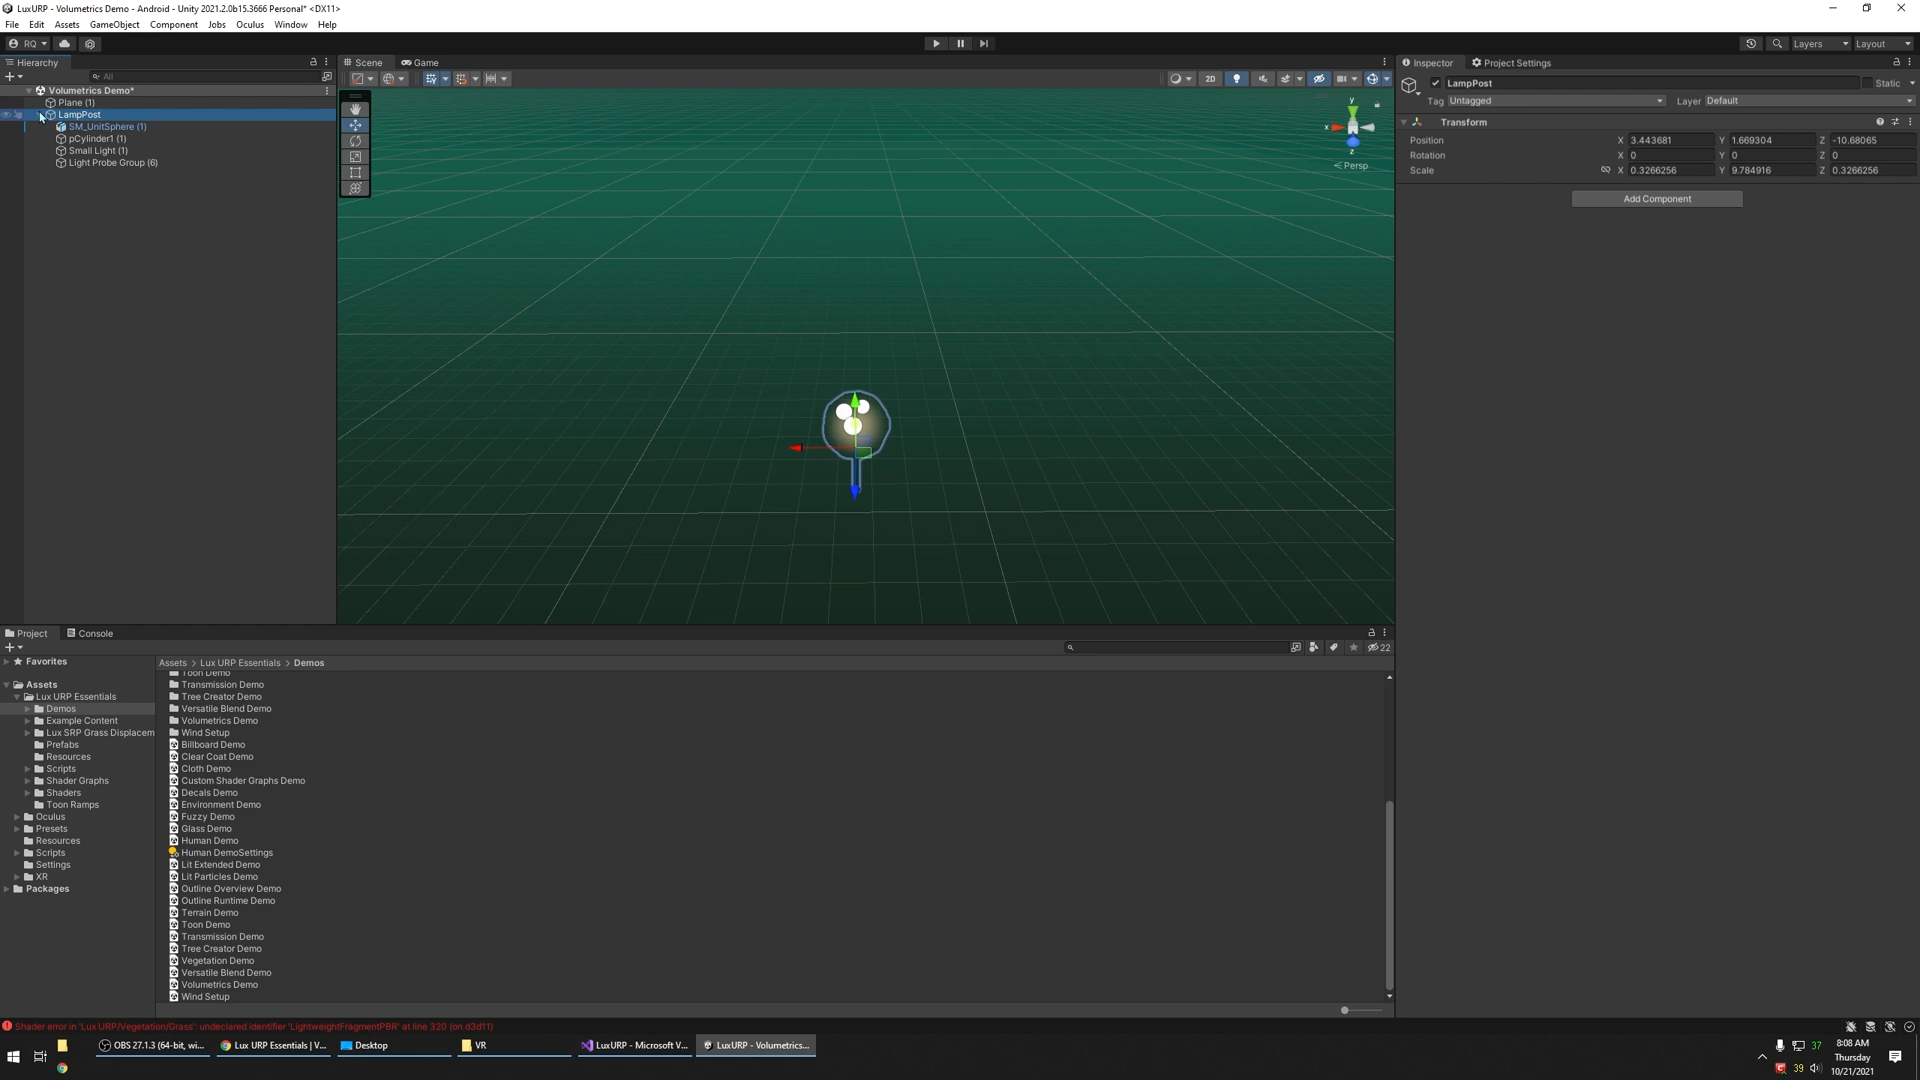 LuxURP - Volumetrics Demo - Android - Unity 2021.2.0b15.3666 Personal* <DX11>
File Edit Assets GameObject Component Jobs Oculus Window Help
RQ Layers Layout
Hierarchy
All
Volumetrics Demo*
Plane (1)
LampPost
SM_UnitSphere (1)
pCylinder1 (1)
Small Light (1)
Light Probe Group (6)
Scene Game
2D
y
x
z
Persp
Inspector Project Settings
LampPost Static
Tag Untagged Layer Default
Transform
Position X 3.443681 Y 1.669304 Z -10.68065
Rotation X 0 Y 0 Z 0
Scale X 0.3266256 Y 9.784916 Z 0.3266256
Add Component
Project Console
22
Favorites
Assets
Lux URP Essentials
Demos
Example Content
Lux SRP Grass Displacem
Prefabs
Resources
Scripts
Shader Graphs
Shaders
Toon Ramps
Oculus
Presets
Resources
Scripts
Settings
XR
Packages
Assets > Lux URP Essentials > Demos
Toon Demo
Transmission Demo
Tree Creator Demo
Versatile Blend Demo
Volumetrics Demo
Wind Setup
Billboard Demo
Clear Coat Demo
Cloth Demo
Custom Shader Graphs Demo
Decals Demo
Environment Demo
Fuzzy Demo
Glass Demo
Human Demo
Human DemoSettings
Lit Extended Demo
Lit Particles Demo
Outline Overview Demo
Outline Runtime Demo
Terrain Demo
Toon Demo
Transmission Demo
Tree Creator Demo
Vegetation Demo
Versatile Blend Demo
Volumetrics Demo
Wind Setup
Shader error in 'Lux URP/Vegetation/Grass': undeclared identifier 'LightweightFragmentPBR' at line 320 (on d3d11)
OBS 27.1.3 (64-bit, wi... Lux URP Essentials | V... Desktop VR LuxURP - Microsoft V... LuxURP - Volumetrics...
37
39
8:08 AM
Thursday
10/21/2021